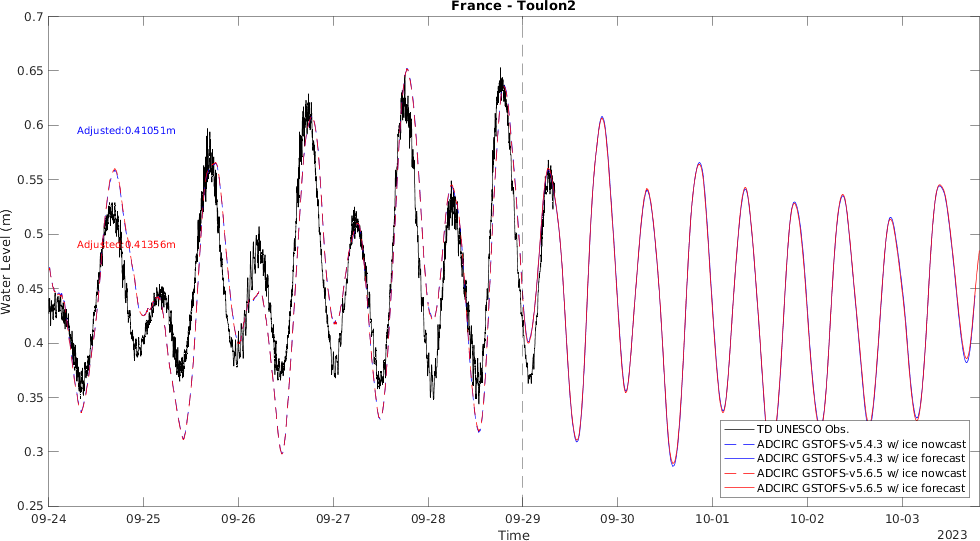 France - Toulon2
0.7
0.65
0.6
0.55
0.5
0.45
0.4
0.35
0.3
0.25
Water Level (m)
Adjusted:0.41051m
Adjusted:0.41356m
TD UNESCO Obs.
ADCIRC GSTOFS-v5.4.3 w/ ice nowcast
ADCIRC GSTOFS-v5.4.3 w/ ice forecast
ADCIRC GSTOFS-v5.6.5 w/ ice nowcast
ADCIRC GSTOFS-v5.6.5 w/ ice forecast
09-24 09-25 09-26 09-27 09-28 09-29 09-30 10-01 10-02 10-03
Time
2023